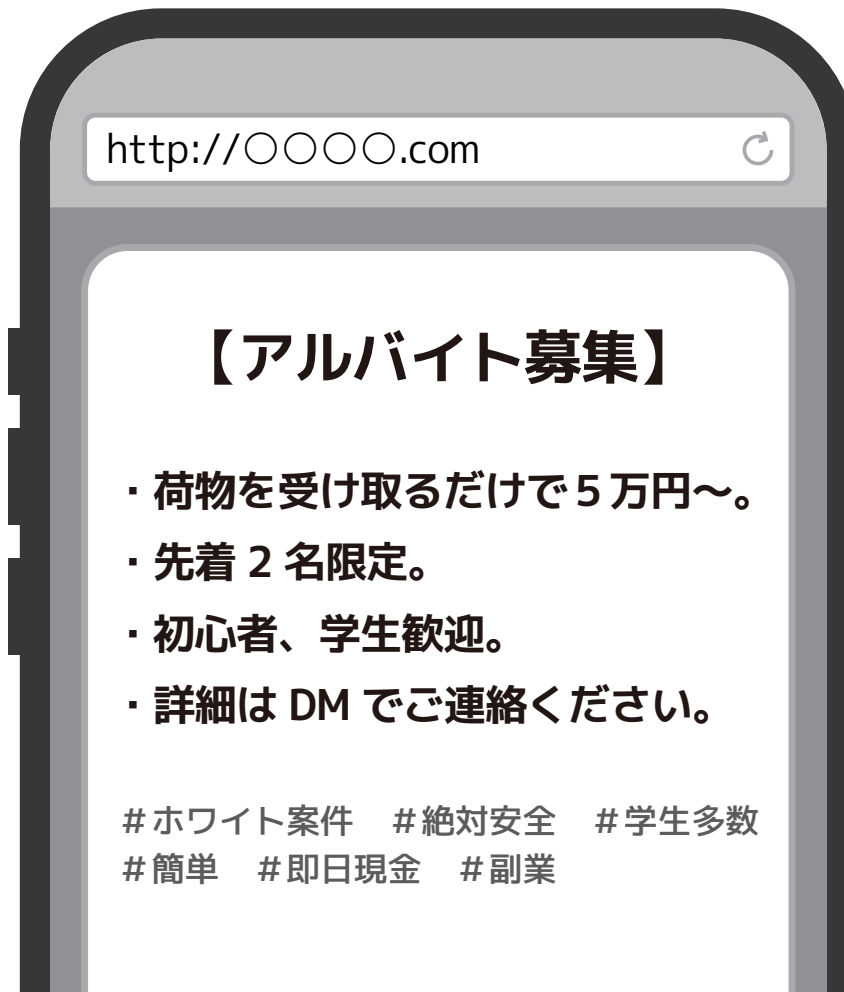 http://○○○○.com
【アルバイト募集】
・荷物を受け取るだけで５万円～。
・先着 2 名限定。
・初心者、学生歓迎。
・詳細は DM でご連絡ください。
＃ホワイト案件　＃絶対安全　＃学生多数
＃簡単　＃即日現金　＃副業